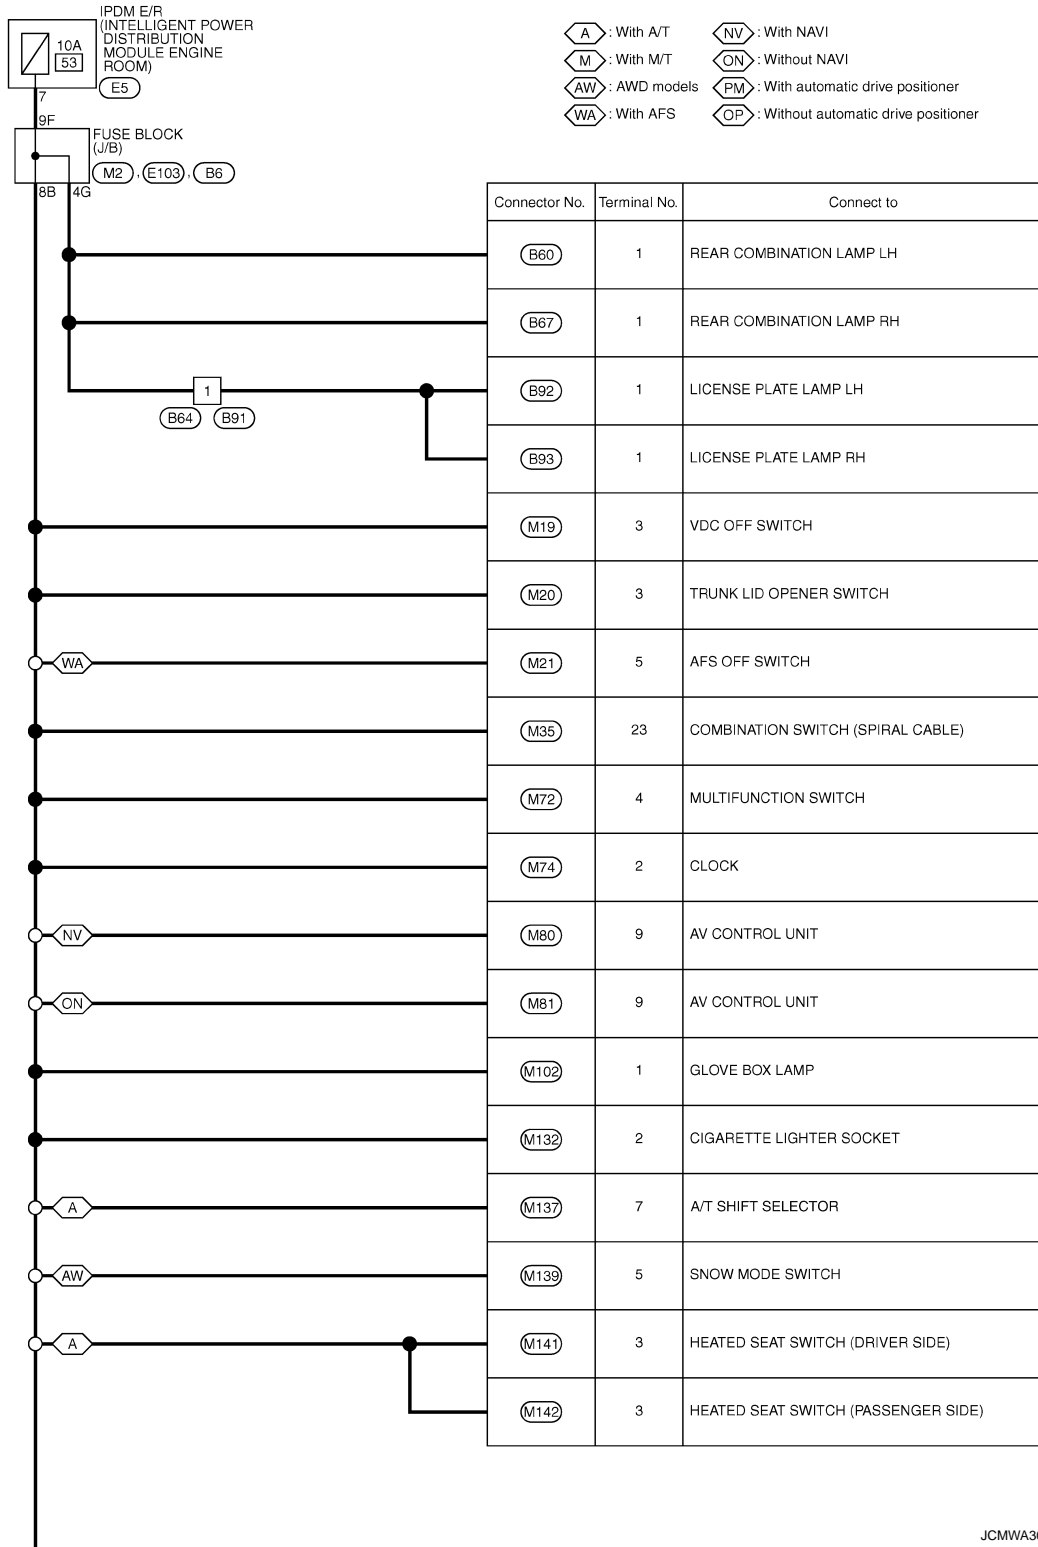 IPDM E/R
(INTELLIGENT POWER
DISTRIBUTION
MODULE ENGINE
ROOM)
10A
53
E5
7
9F
FUSE BLOCK
(J/B)
M2 , E103 , B6
8B 4G
A : With A/T
M : With M/T
AW : AWD models
WA : With AFS
NV : With NAVI
ON : Without NAVI
PM : With automatic drive positioner
OP : Without automatic drive positioner
Connector No. Terminal No. Connect to
B60 1 REAR COMBINATION LAMP LH
B67 1 REAR COMBINATION LAMP RH
1
B64 B91
B92 1 LICENSE PLATE LAMP LH
B93 1 LICENSE PLATE LAMP RH
M19 3 VDC OFF SWITCH
M20 3 TRUNK LID OPENER SWITCH
WA M21 5 AFS OFF SWITCH
M35 23 COMBINATION SWITCH (SPIRAL CABLE)
M72 4 MULTIFUNCTION SWITCH
M74 2 CLOCK
NV M80 9 AV CONTROL UNIT
ON M81 9 AV CONTROL UNIT
M102 1 GLOVE BOX LAMP
M132 2 CIGARETTE LIGHTER SOCKET
A M137 7 A/T SHIFT SELECTOR
AW M139 5 SNOW MODE SWITCH
A M141 3 HEATED SEAT SWITCH (DRIVER SIDE)
M142 3 HEATED SEAT SWITCH (PASSENGER SIDE)